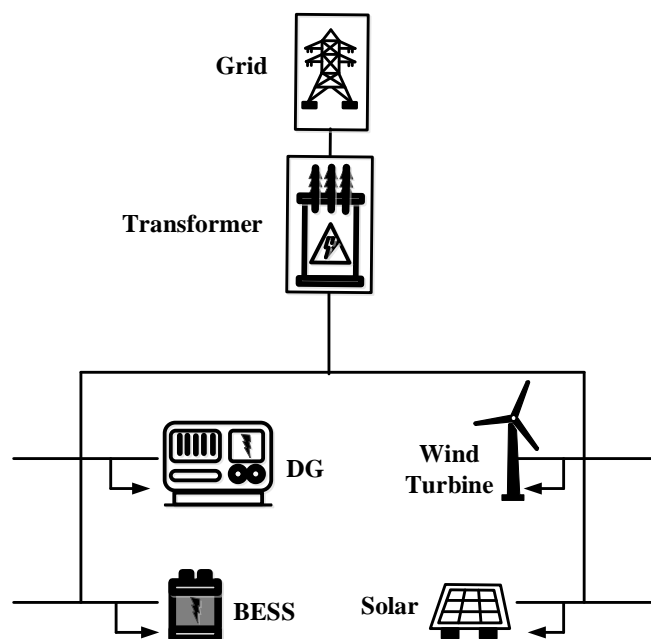 Grid
Transformer
DG
Wind
Turbine
BESS
Solar